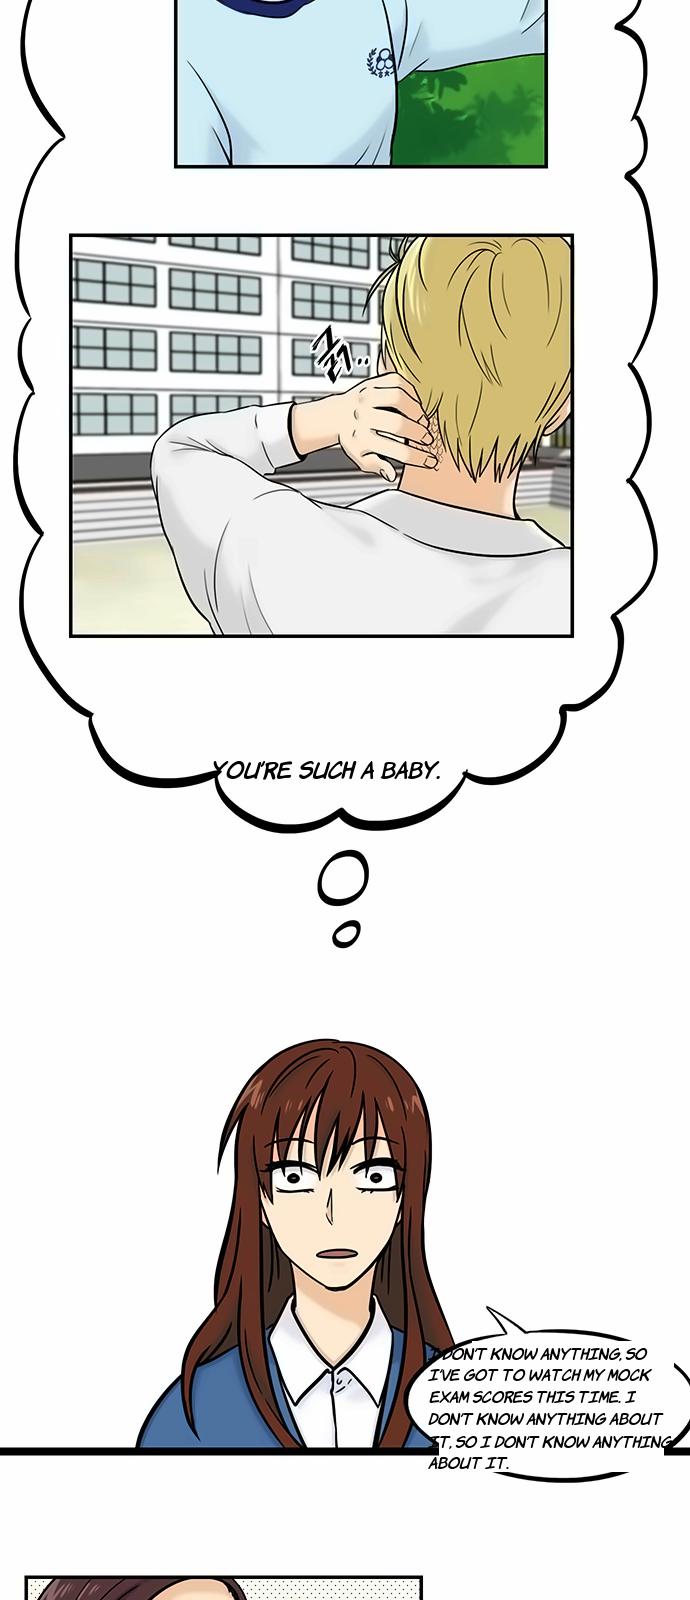 YOU'RE SUCH A BABY.
I DON'T KNOW ANYTHING, SO
I'VE GOT TO WATCH MY MOCK
EXAM SCORES THIS TIME. I
DON'T KNOW ANYTHING ABOUT
IT, SO I DON'T KNOW ANYTHING
ABOUT IT.